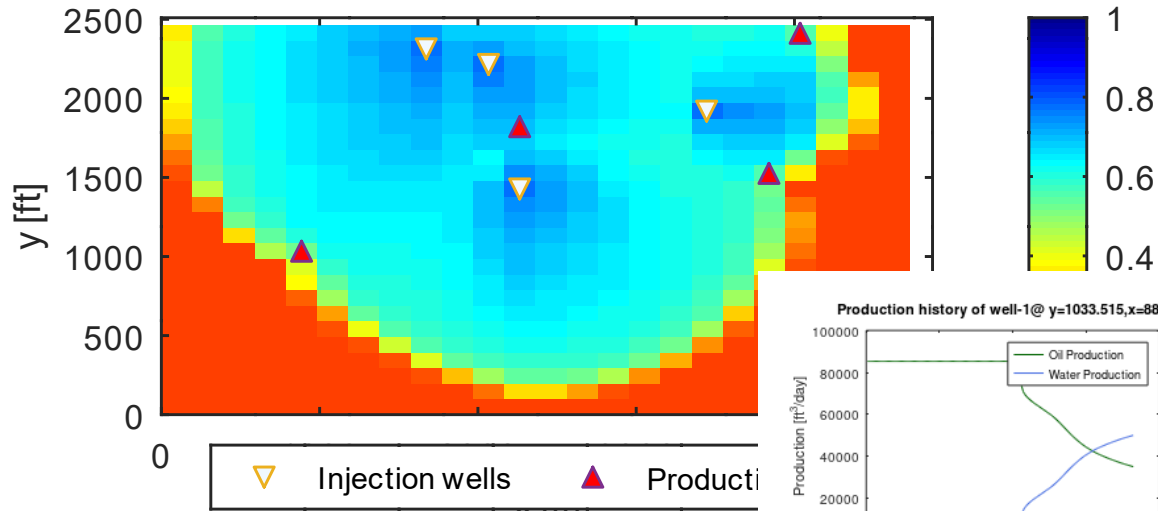 2500
2000
1500
1000
500
0
y [ft]
0
Injection wells
1
0.8
0.6
0.4
Production history of well-1@ y=1033.515,x=88
100000
80000
60000
40000
20000
Production [ft³/day]
Oil Production
Water Production